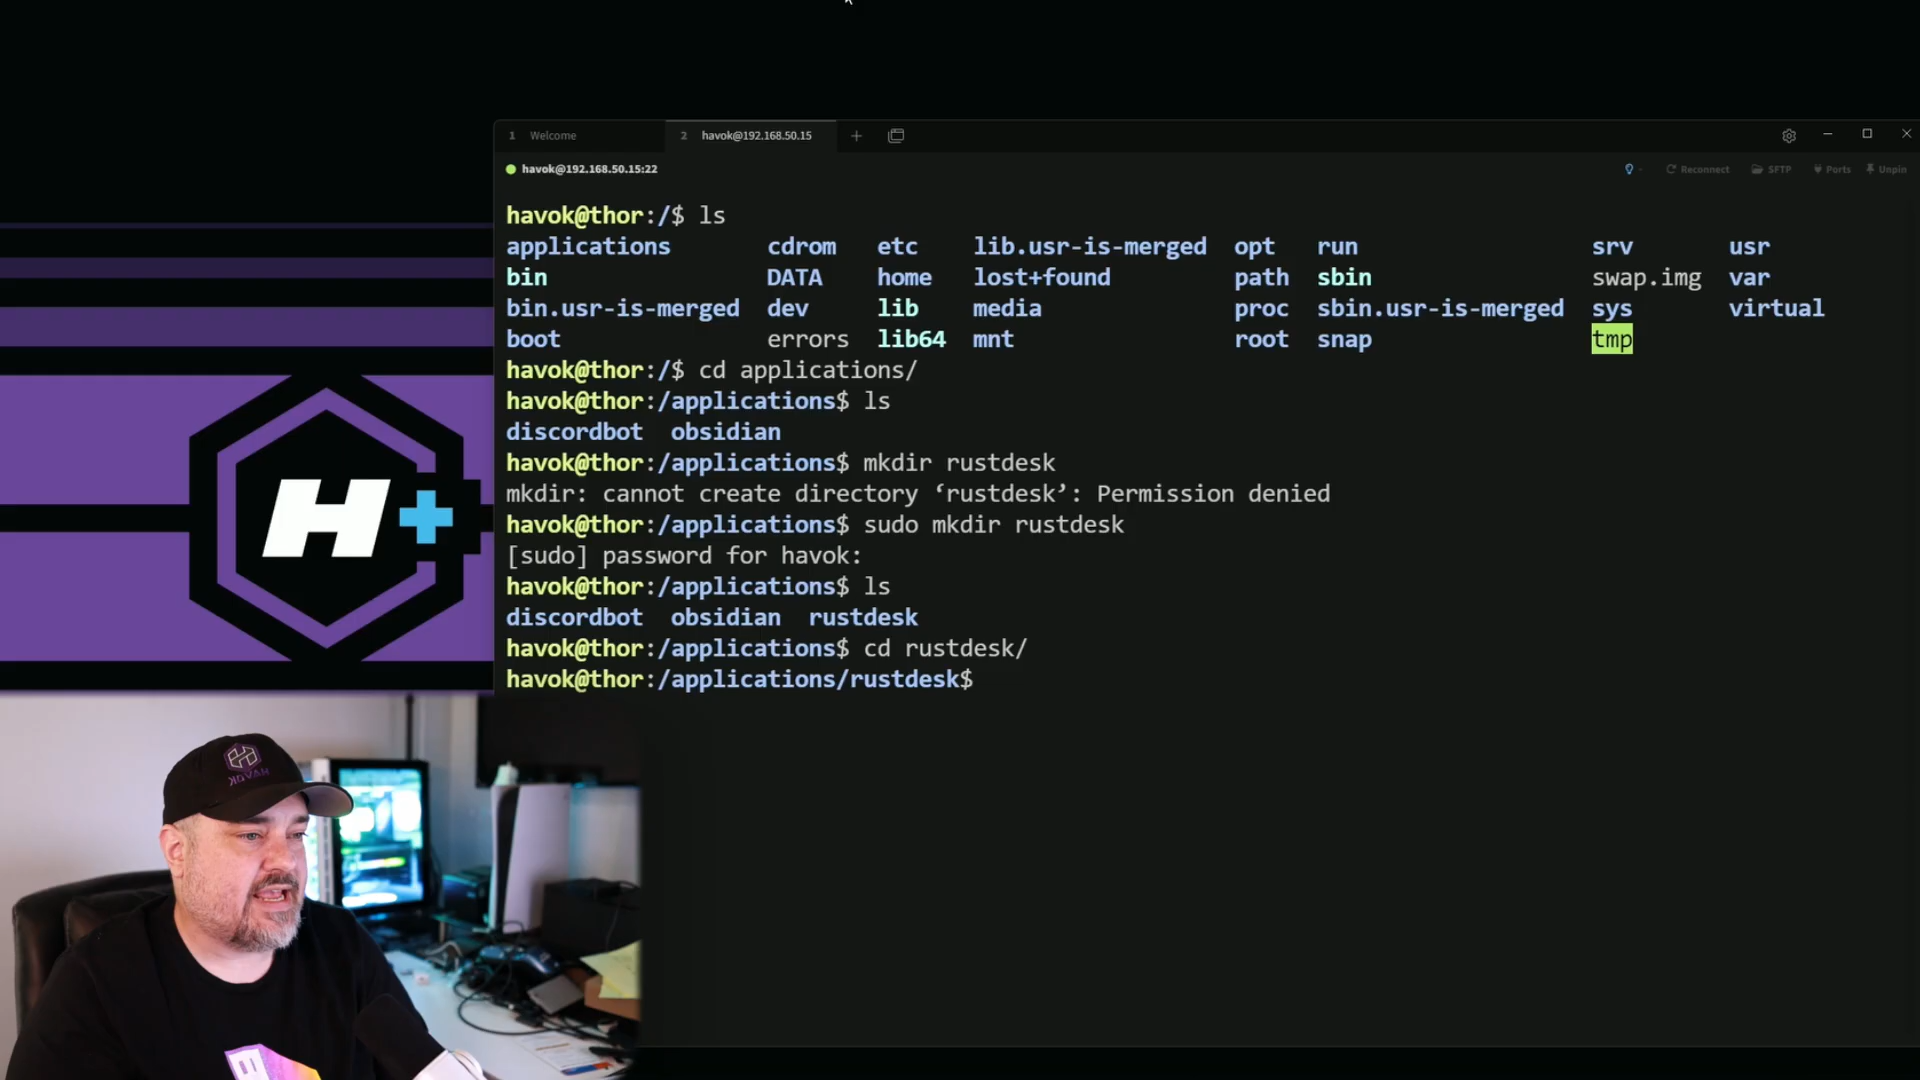 1 Welcome 2 havok@192.168.50.15
havok@192.168.50.15:22 Reconnect SFTP Ports Unpin
havok@thor:/$ ls
applications cdrom etc lib.usr-is-merged opt run srv usr
bin DATA home lost+found path sbin swap.img var
bin.usr-is-merged dev lib media proc sbin.usr-is-merged sys virtual
boot errors lib64 mnt root snap tmp
havok@thor:/$ cd applications/
havok@thor:/applications$ ls
discordbot obsidian
havok@thor:/applications$ mkdir rustdesk
mkdir: cannot create directory ‘rustdesk’: Permission denied
havok@thor:/applications$ sudo mkdir rustdesk
[sudo] password for havok:
havok@thor:/applications$ ls
discordbot obsidian rustdesk
havok@thor:/applications$ cd rustdesk/
havok@thor:/applications/rustdesk$
H+